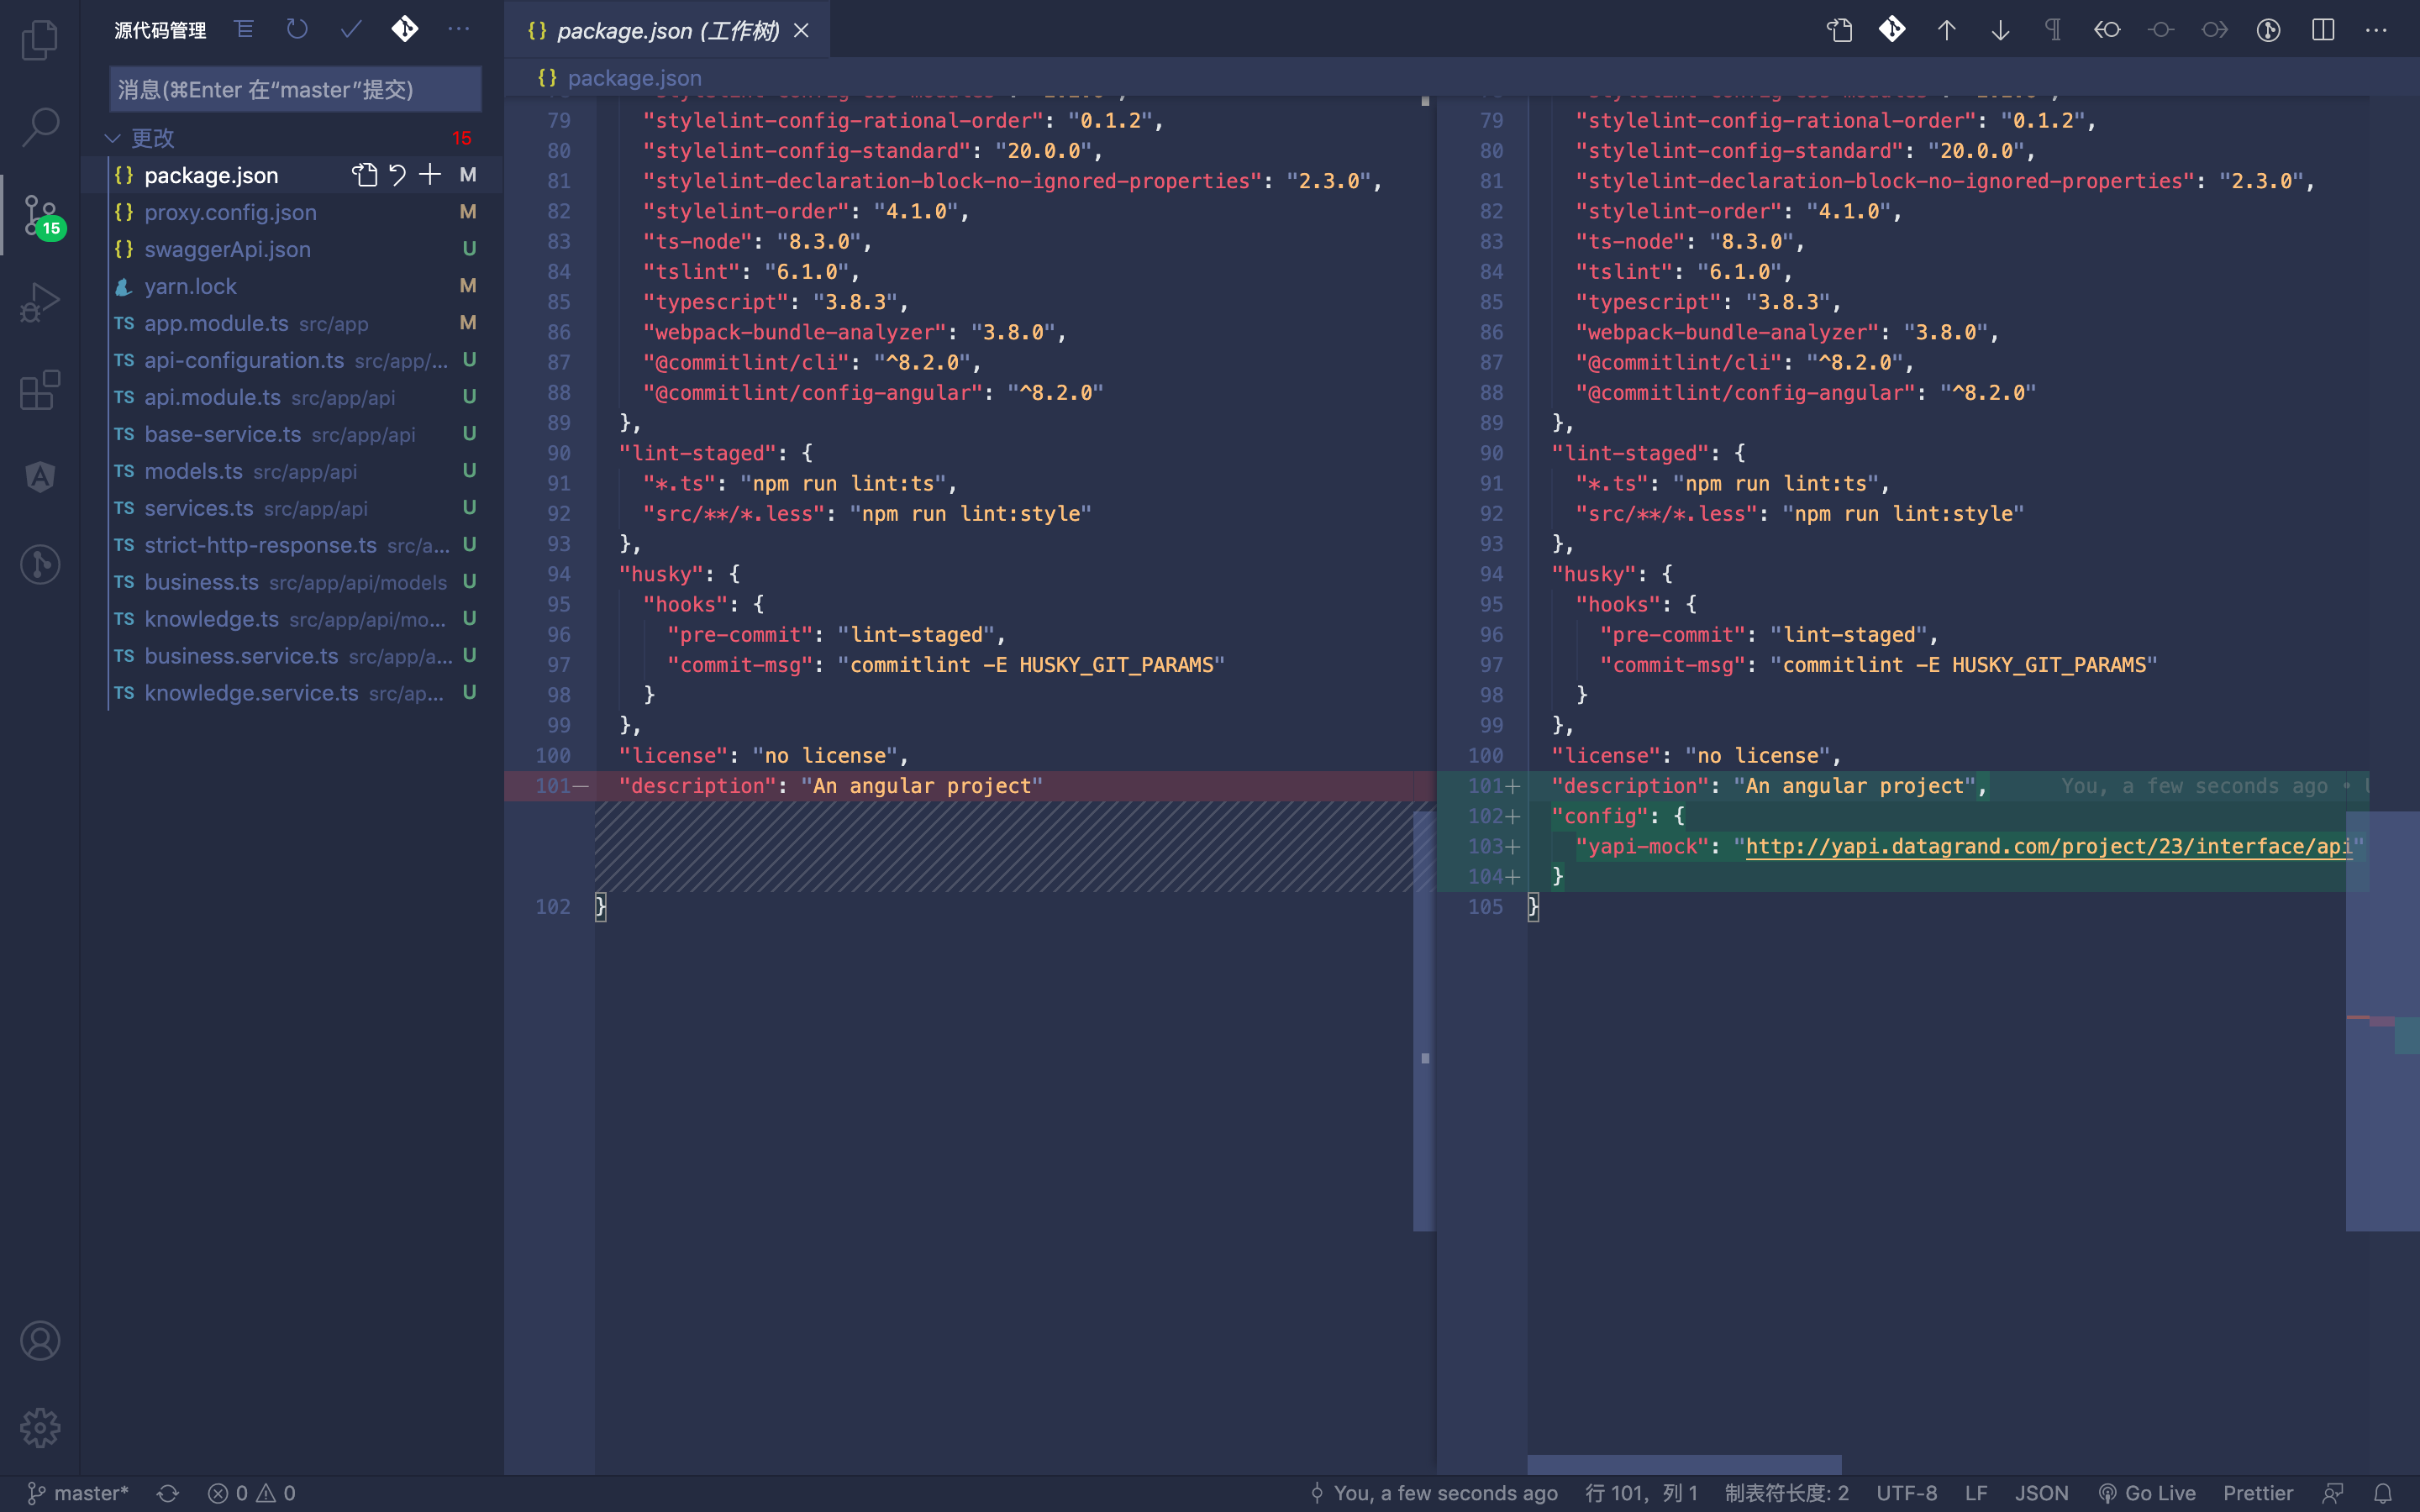 源代码管理
package.json (工作树)
消息(⌘Enter 在“master”提交)
package.json
更改 15
package.json M
proxy.config.json M
swaggerApi.json U
yarn.lock M
TS app.module.ts src/app M
TS api-configuration.ts src/app/... U
TS api.module.ts src/app/api U
TS base-service.ts src/app/api U
TS models.ts src/app/api U
TS services.ts src/app/api U
TS strict-http-response.ts src/a... U
TS business.ts src/app/api/models U
TS knowledge.ts src/app/api/mo... U
TS business.service.ts src/app/a... U
TS knowledge.service.ts src/ap... U
15
79 "stylelint-config-rational-order": "0.1.2",
80 "stylelint-config-standard": "20.0.0",
81 "stylelint-declaration-block-no-ignored-properties": "2.3.0",
82 "stylelint-order": "4.1.0",
83 "ts-node": "8.3.0",
84 "tslint": "6.1.0",
85 "typescript": "3.8.3",
86 "webpack-bundle-analyzer": "3.8.0",
87 "@commitlint/cli": "^8.2.0",
88 "@commitlint/config-angular": "^8.2.0"
89 },
90 "lint-staged": {
91 "*.ts": "npm run lint:ts",
92 "src/**/*.less": "npm run lint:style"
93 },
94 "husky": {
95 "hooks": {
96 "pre-commit": "lint-staged",
97 "commit-msg": "commitlint -E HUSKY_GIT_PARAMS"
98 }
99 },
100 "license": "no license",
101— "description": "An angular project"
102 }
79 "stylelint-config-rational-order": "0.1.2",
80 "stylelint-config-standard": "20.0.0",
81 "stylelint-declaration-block-no-ignored-properties": "2.3.0",
82 "stylelint-order": "4.1.0",
83 "ts-node": "8.3.0",
84 "tslint": "6.1.0",
85 "typescript": "3.8.3",
86 "webpack-bundle-analyzer": "3.8.0",
87 "@commitlint/cli": "^8.2.0",
88 "@commitlint/config-angular": "^8.2.0"
89 },
90 "lint-staged": {
91 "*.ts": "npm run lint:ts",
92 "src/**/*.less": "npm run lint:style"
93 },
94 "husky": {
95 "hooks": {
96 "pre-commit": "lint-staged",
97 "commit-msg": "commitlint -E HUSKY_GIT_PARAMS"
98 }
99 },
100 "license": "no license",
101+ "description": "An angular project", You, a few seconds ago •
102+ "config": {
103+ "yapi-mock": "http://yapi.datagrand.com/project/23/interface/api"
104+ }
105 }
master* 0 0 You, a few seconds ago 行 101，列 1 制表符长度: 2 UTF-8 LF JSON Go Live Prettier